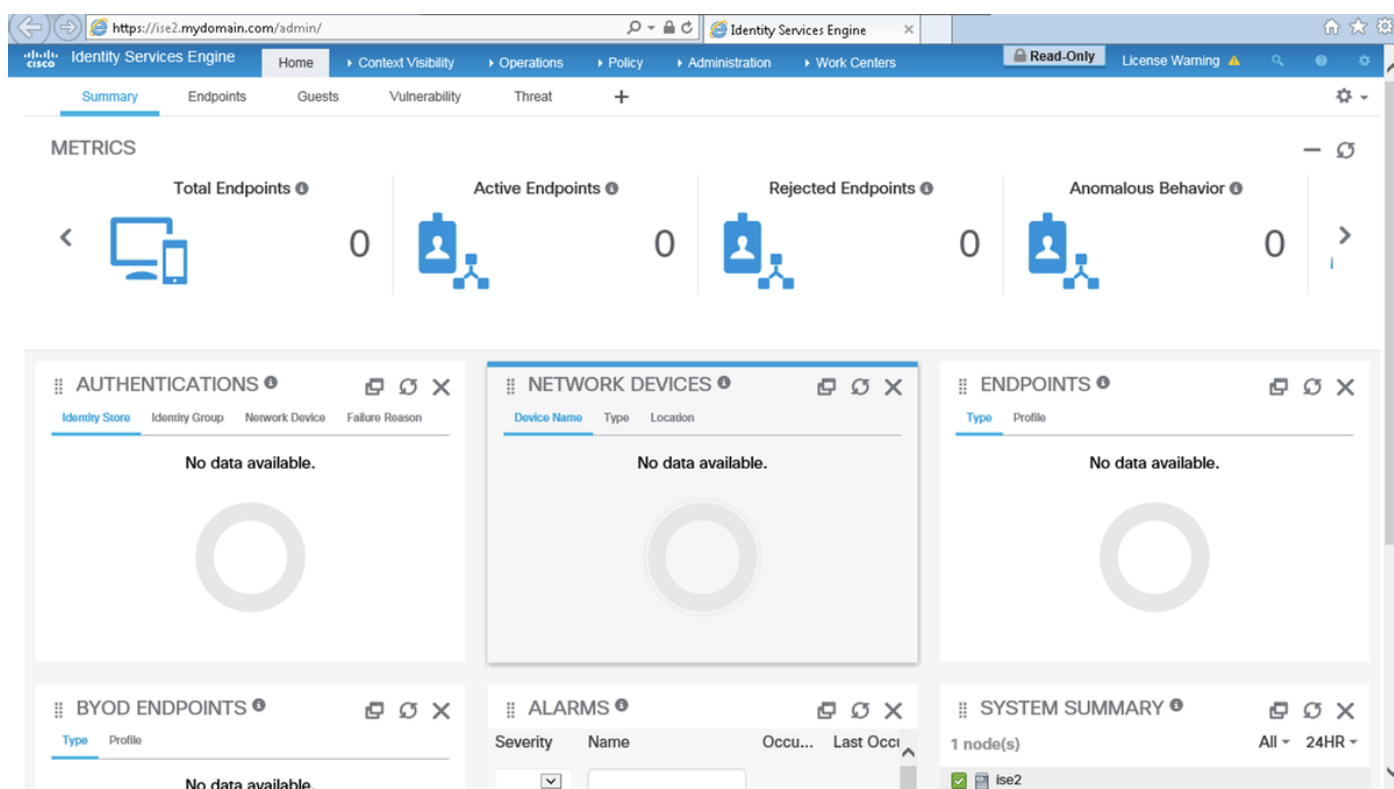 https://ise2.mydomain.com/admin/ Identity Services Engine
cisco Identity Services Engine Home Context Visibility Operations Policy Administration Work Centers Read-Only License Warning
Summary Endpoints Guests Vulnerability Threat
METRICS
Total Endpoints Active Endpoints Rejected Endpoints Anomalous Behavior
0 0 0 0
AUTHENTICATIONS NETWORK DEVICES ENDPOINTS
Identity Store Identity Group Network Device Failure Reason Device Name Type Location Type Profile
No data available. No data available. No data available.
BYOD ENDPOINTS ALARMS SYSTEM SUMMARY
Type Profile Severity Name Occu... Last Occu 1 node(s) All 24HR
No data available. ise2